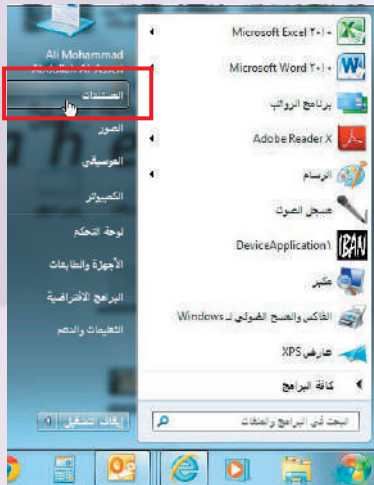 Microsoft Excel ٢٠١٠
Microsoft Word ٢٠١٠
برنامج الرواتب
Adobe Reader X
الرسام
مسجل الصوت
DeviceApplication١
IBAN
مكبر
الفاكس والمسح الضوئي لـ Windows
عارض XPS
كافة البرامج
ابحث في البرامج والملفات
Ali Mohammad
المستندات
الصور
الموسيقى
الكمبيوتر
لوحة التحكم
الأجهزة والطابعات
البرامج الافتراضية
التعليمات والدعم
إيقاف التشغيل